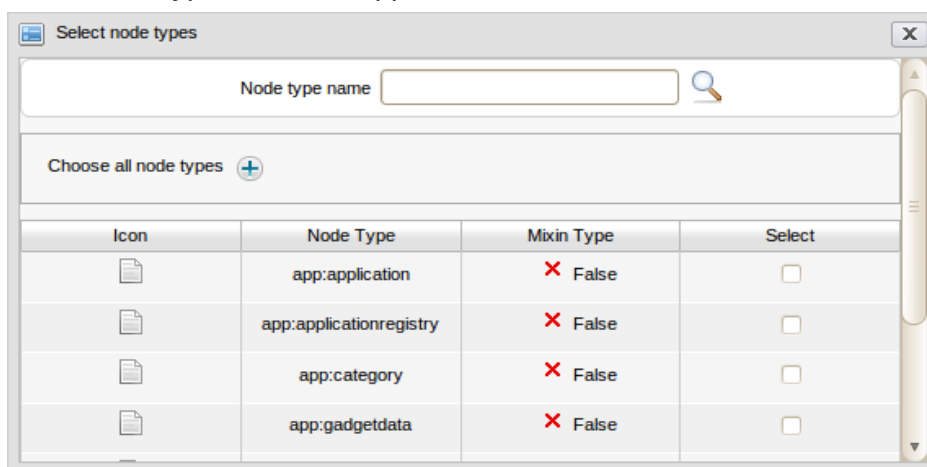 Select node types
X
Node type name
Choose all node types
Icon Node Type Mixin Type Select
app:application False
app:applicationregistry False
app:category False
app:gadgetdata False